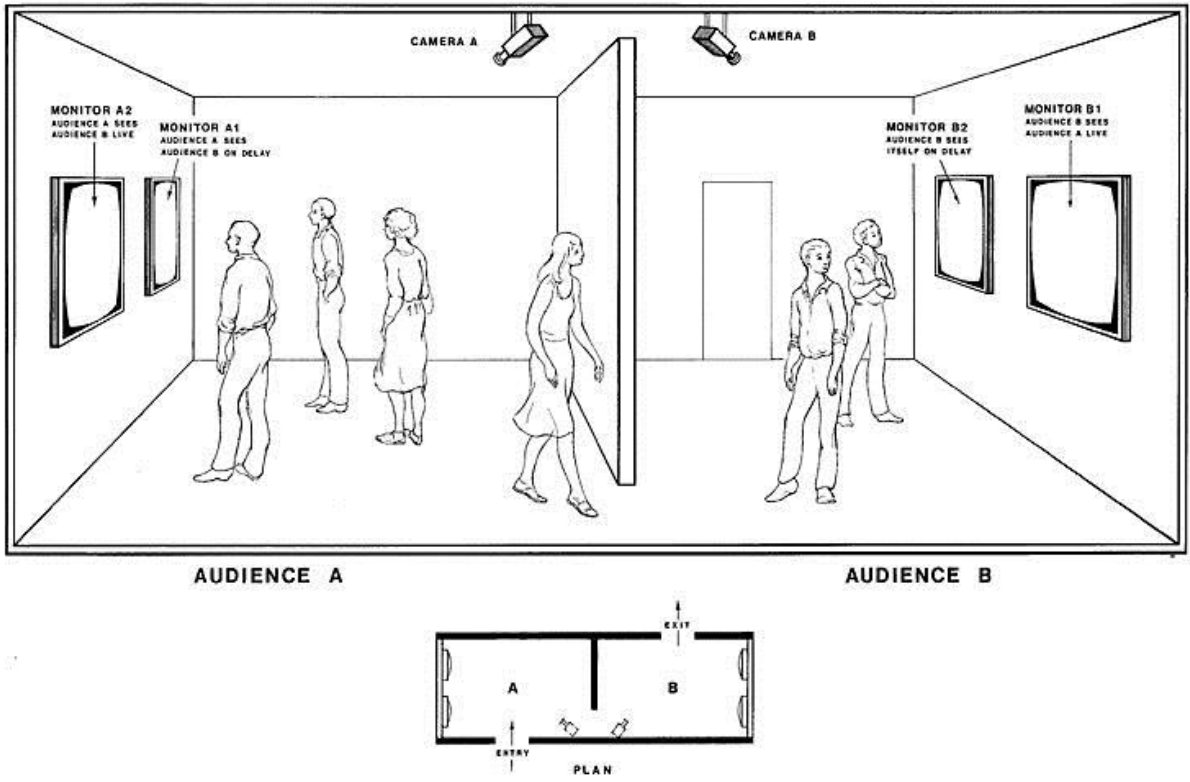 CAMERA A
CAMERA B
MONITOR A2
AUDIENCE A SEES
AUDIENCE B LIVE
MONITOR A1
AUDIENCE A SEES
AUDIENCE B ON DELAY
MONITOR B2
AUDIENCE B SEES
ITSELF ON DELAY
MONITOR B1
AUDIENCE B SEES
AUDIENCE A LIVE
AUDIENCE A
AUDIENCE B
EXIT
A
B
ENTRY
PLAN